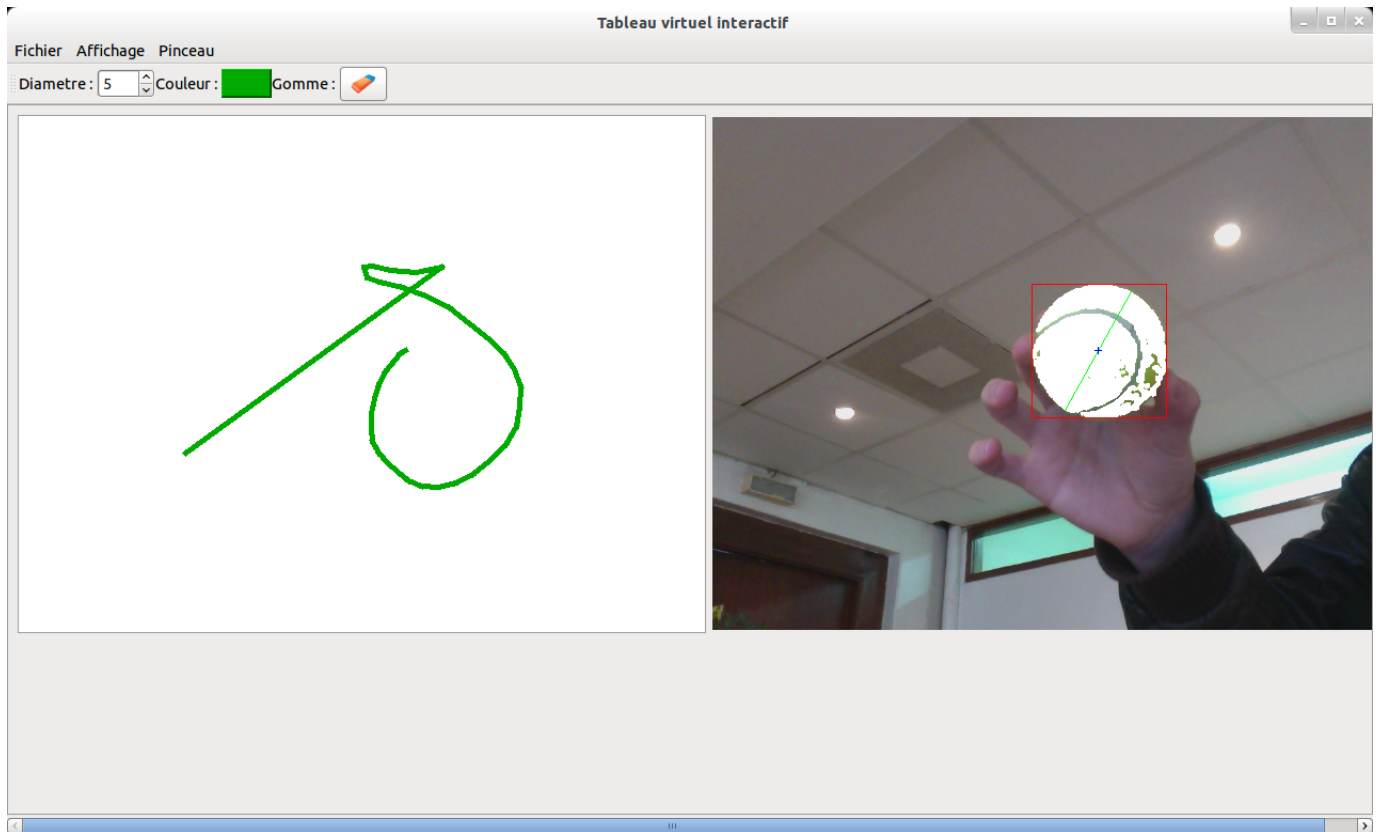 Tableau virtuel interactif
Fichier Affichage Pinceau
Diametre : 5 Couleur : Gomme :